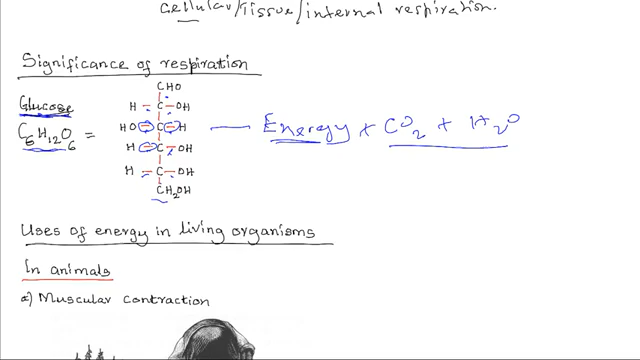 cellular/Tissue/internal respiration.
Significance of respiration
Glucose
C6H12O6 =
CHO
H - C - OH
HO - C - H
H - C - OH
H - C - OH
CH2OH
— Energy + CO2 + H2O
Uses of energy in living organisms
In animals
a) Muscular contraction